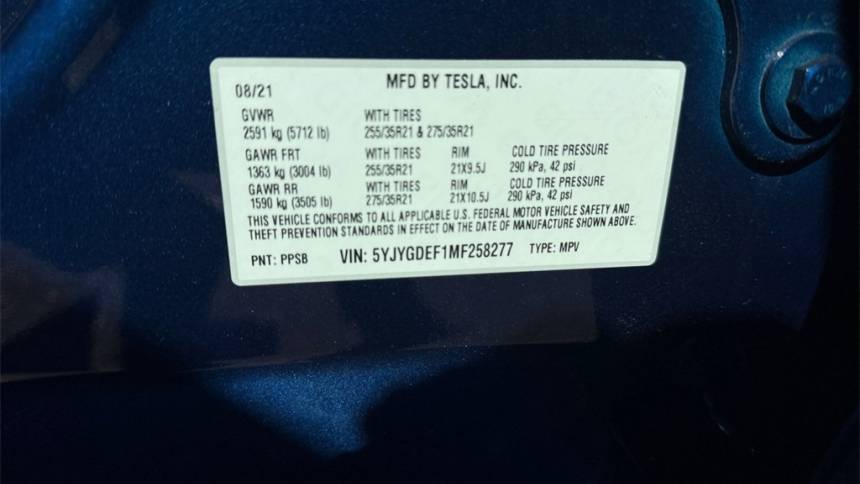 08/21 MFD BY TESLA, INC.
GVWR WITH TIRES
2591 kg (5712 lb) 255/35R21 & 275/35R21
GAWR FRT WITH TIRES RIM COLD TIRE PRESSURE
1363 kg (3004 lb) 255/35R21 21X9.5J 290 kPa, 42 psi
GAWR RR WITH TIRES RIM COLD TIRE PRESSURE
1590 kg (3505 lb) 275/35R21 21X10.5J 290 kPa, 42 psi
THIS VEHICLE CONFORMS TO ALL APPLICABLE U.S. FEDERAL MOTOR VEHICLE SAFETY AND
THEFT PREVENTION STANDARDS IN EFFECT ON THE DATE OF MANUFACTURE SHOWN ABOVE.
PNT: PPSB VIN: 5YJYGDEF1MF258277 TYPE: MPV